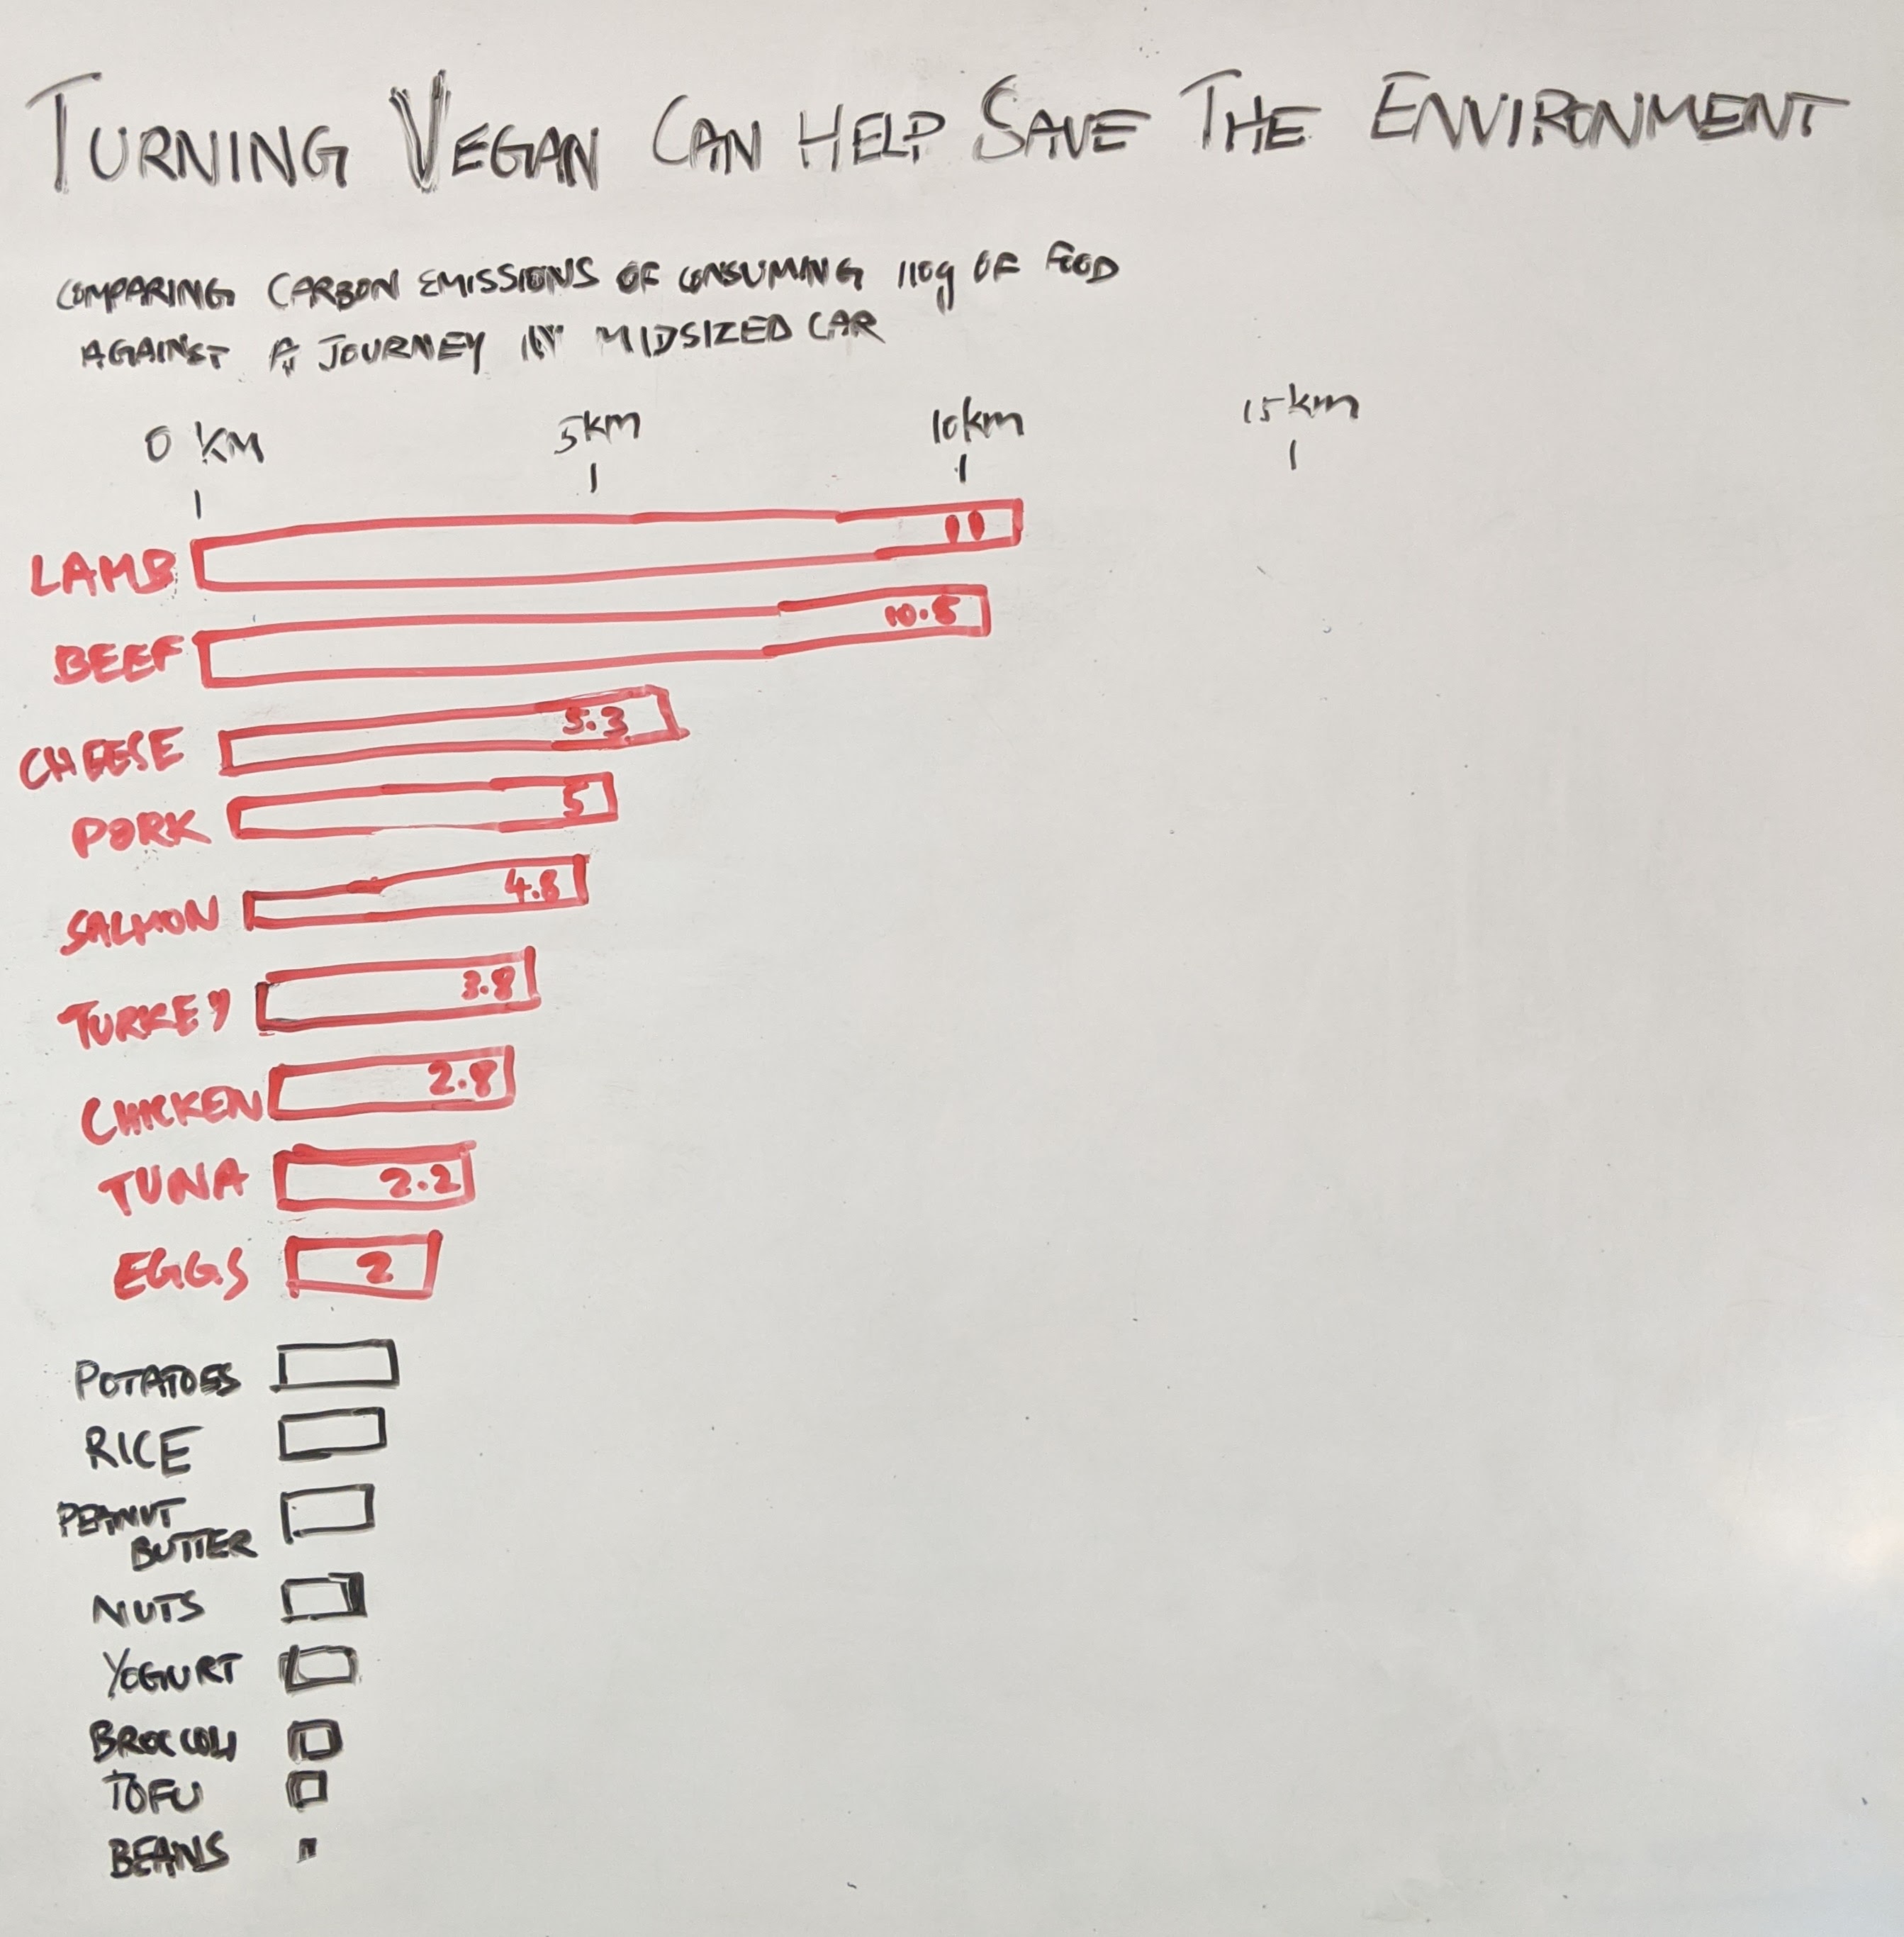 TURNING VEGAN CAN HELP SAVE THE ENVIRONMENT
COMPARING CARBON EMISSIONS OF CONSUMING 110g OF FOOD
AGAINST A JOURNEY IN MIDSIZED CAR
0 KM 5km 10km 15km
LAMB 11
BEEF 10.5
CHEESE 5.3
PORK 5
SALMON 4.8
TURKEY 3.8
CHICKEN 2.8
TUNA 2.2
EGGS 2
POTATOES
RICE
PEANUT
BUTTER
NUTS
YOGURT
BROCCOLI
TOFU
BEANS